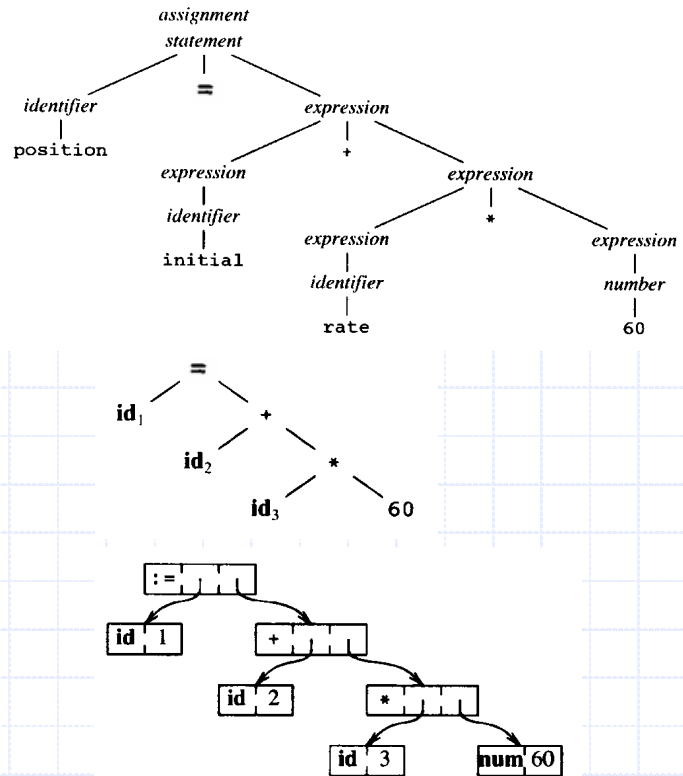 assignment
statement
identifier = expression
position
expression + expression
identifier
initial
expression * expression
identifier number
rate 60
=
id₁ +
id₂ *
id₃ 60
:=
id 1 +
id 2 *
id 3 num 60